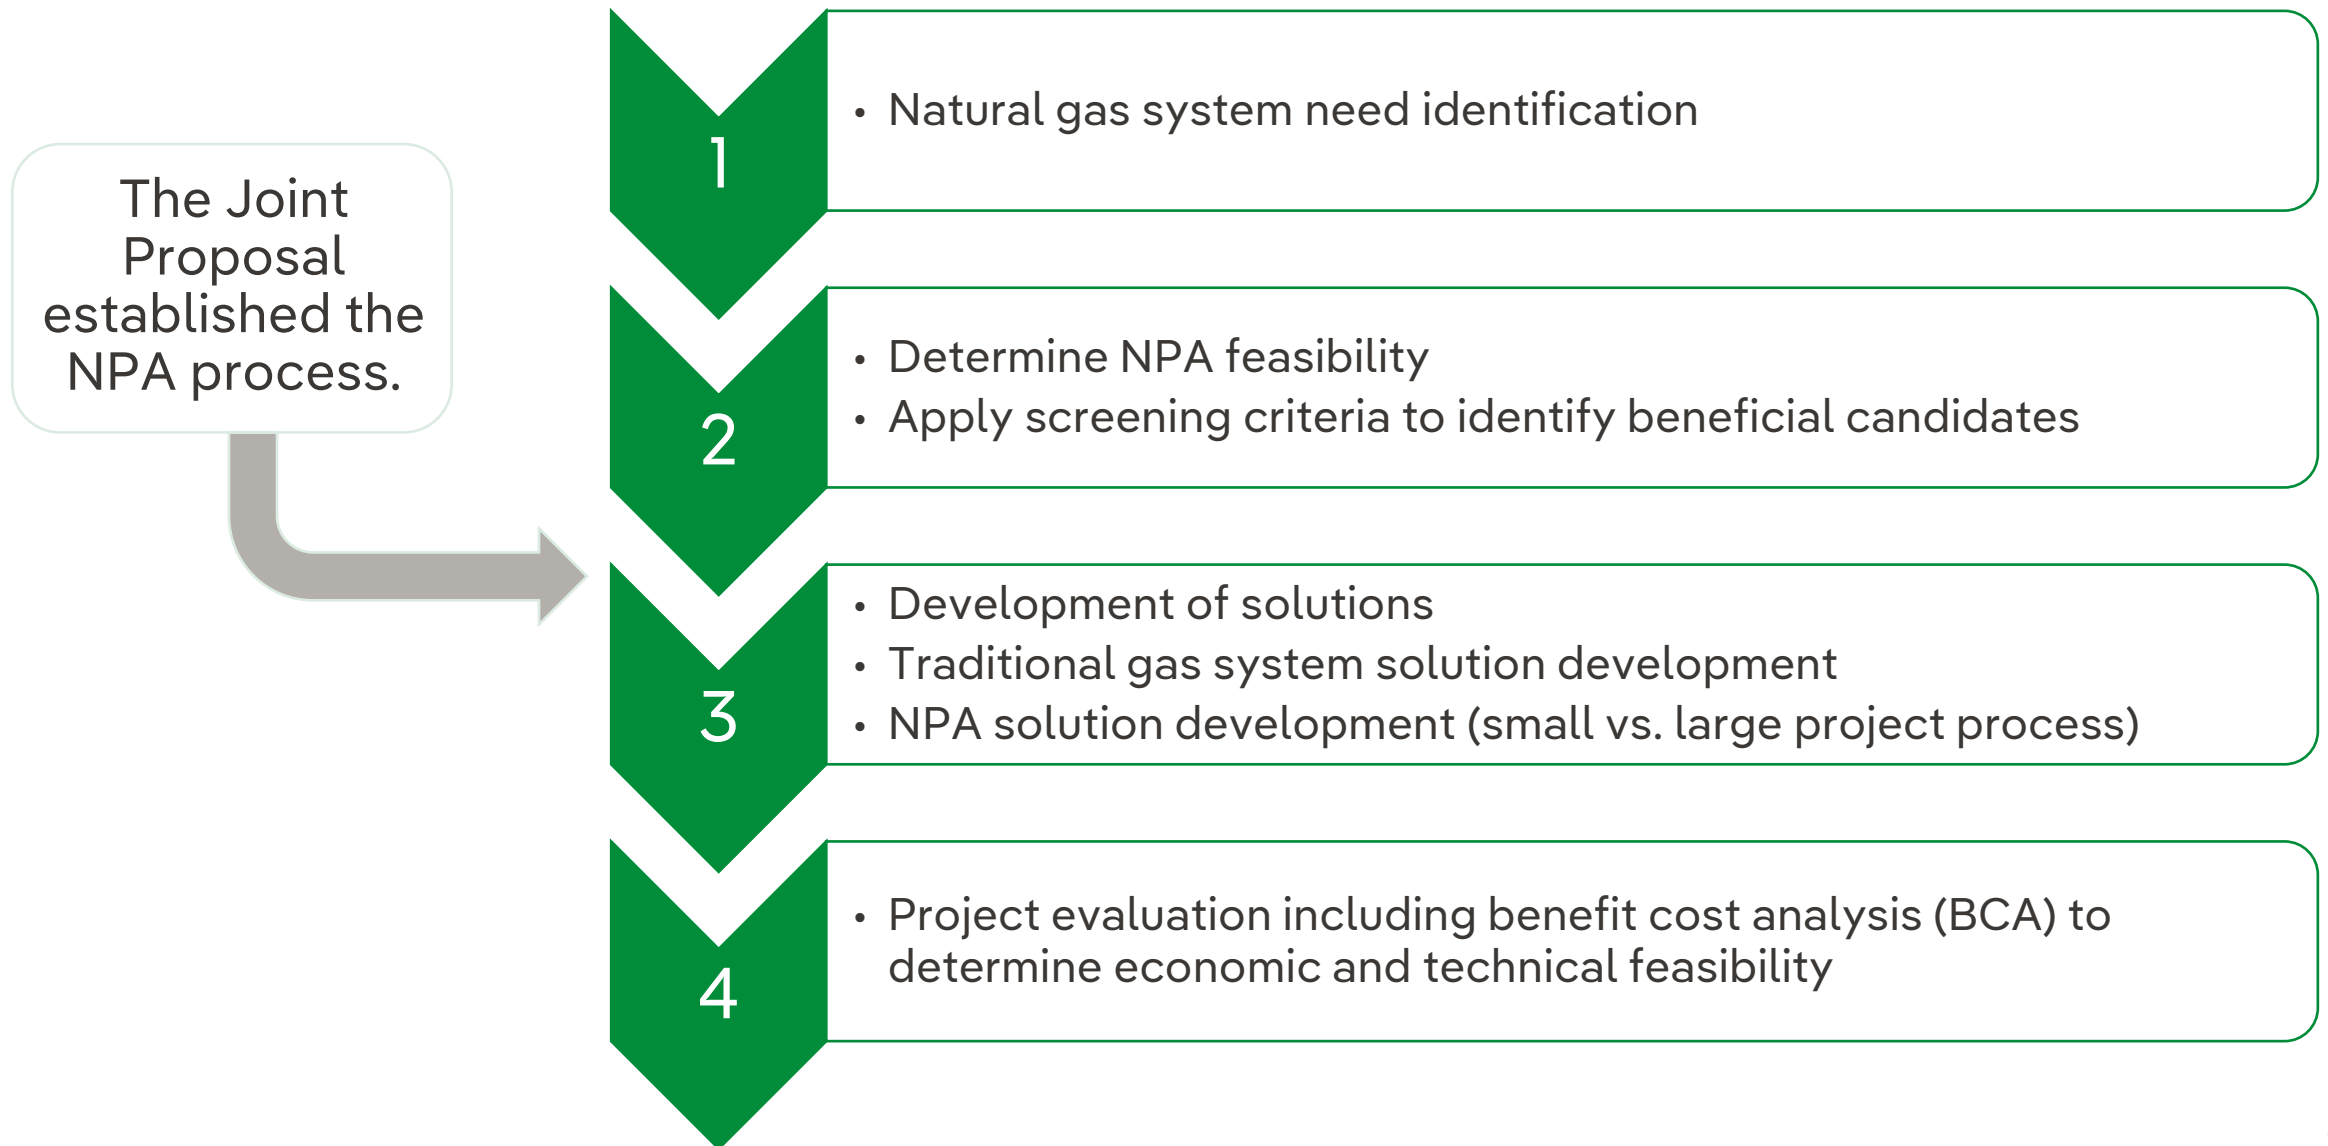 The Joint
Proposal
established the
NPA process.
1
• Natural gas system need identification
2
• Determine NPA feasibility
• Apply screening criteria to identify beneficial candidates
3
• Development of solutions
• Traditional gas system solution development
• NPA solution development (small vs. large project process)
4
• Project evaluation including benefit cost analysis (BCA) to
determine economic and technical feasibility